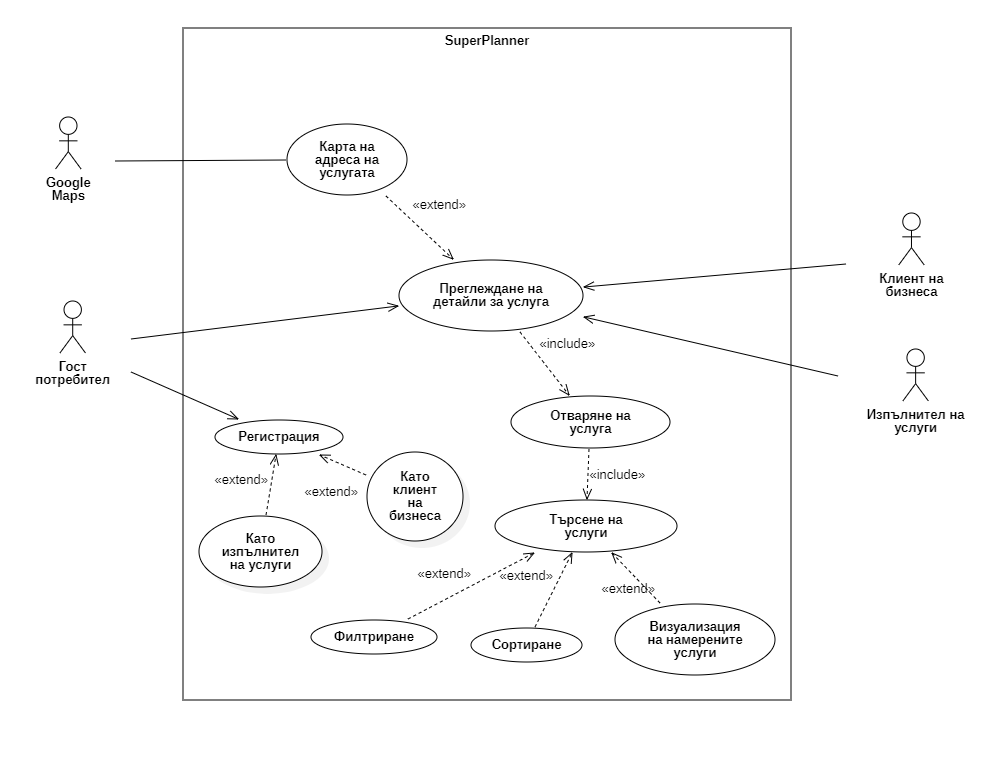 SuperPlanner
Карта на
адреса на
услугата
Google
Maps
«extend»
Преглеждане на
детайли за услуга
Клиент на
бизнеса
«include»
Гост
потребител
Изпълнител на
услуги
Отваряне на
услуга
Регистрация
«extend»
«extend»
Като
клиент
на
бизнеса
«include»
Търсене на
услуги
Като
изпълнител
на услуги
«extend»
«extend»
«extend»
Филтриране
Сортиране
Визуализация
на намерените
услуги